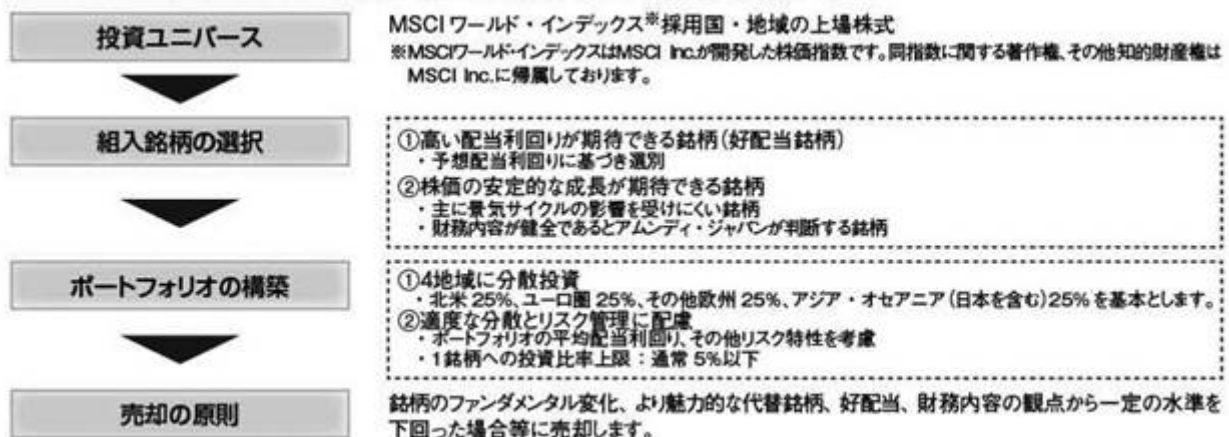 投資ユニバース
MSCIワールド・インデックス※採用国・地域の上場株式
※MSCIワールド・インデックスはMSCI Inc.が開発した株価指数です。同指数に関する著作権、その他知的財産権は
MSCI Inc.に帰属しております。
組入銘柄の選択
①高い配当利回りが期待できる銘柄（好配当銘柄）
・予想配当利回りに基づき選別
②株価の安定的な成長が期待できる銘柄
・主に景気サイクルの影響を受けにくい銘柄
・財務内容が健全であるとアムンディ・ジャパンが判断する銘柄
ポートフォリオの構築
①4地域に分散投資
・北米 25%、ユーロ圏 25%、その他欧州 25%、アジア・オセアニア（日本を含む）25%を基本とします。
②適度な分散とリスク管理に配慮
・ポートフォリオの平均配当利回り、その他リスク特性を考慮
・1銘柄への投資比率上限：通常 5%以下
売却の原則
銘柄のファンダメンタル変化、より魅力的な代替銘柄、好配当、財務内容の観点から一定の水準を
下回った場合等に売却します。